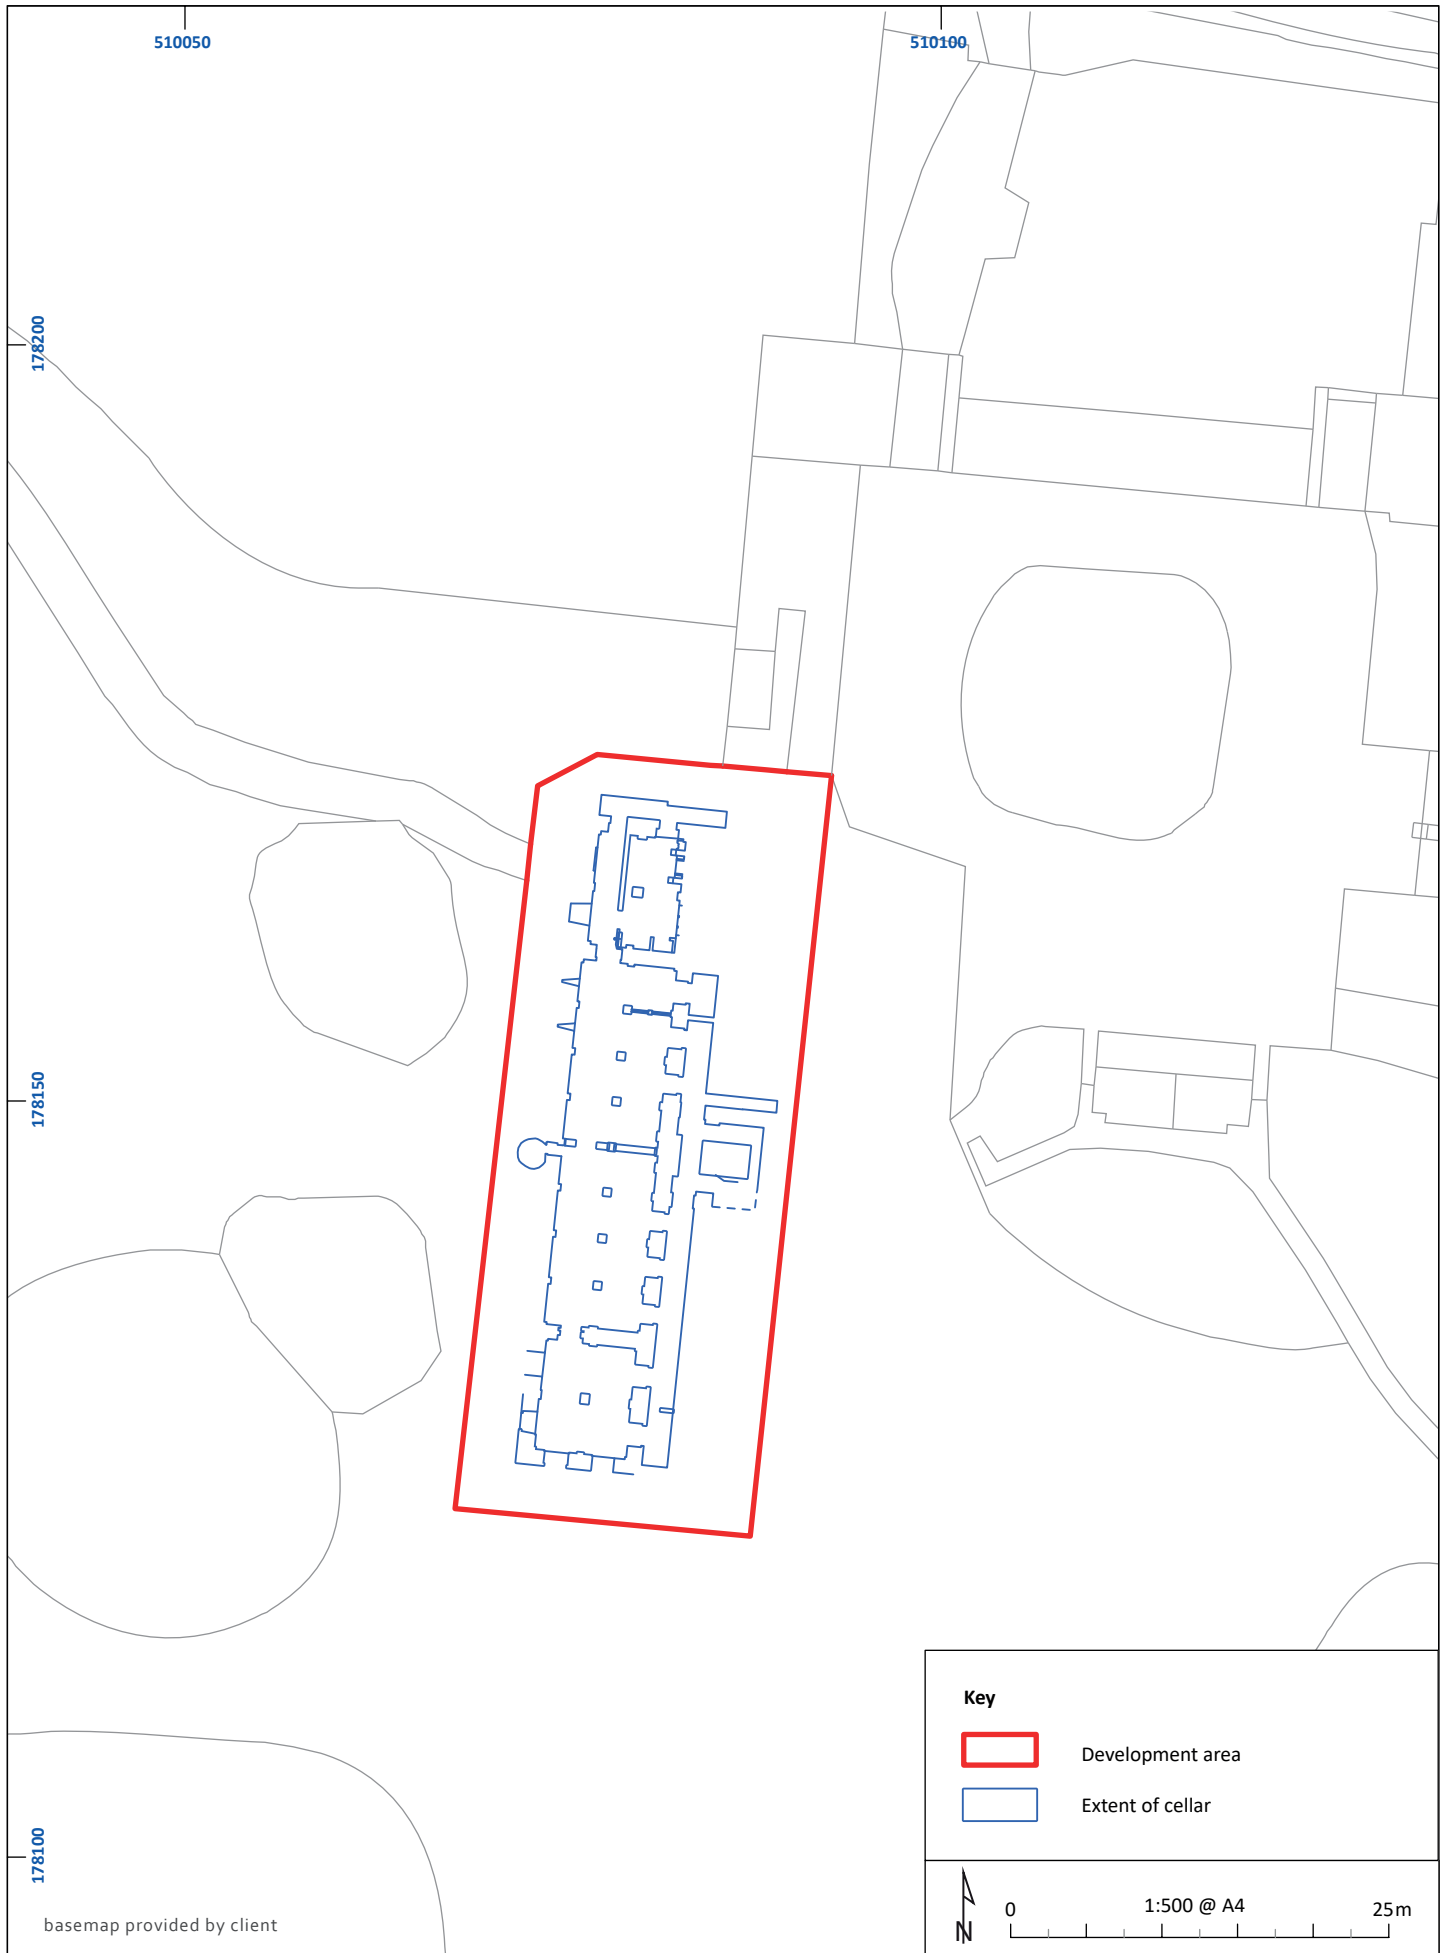 510050
510100
178200
178150
178100
Key
Development area
Extent of cellar
N
0
1:500 @ A4
25m
basemap provided by client